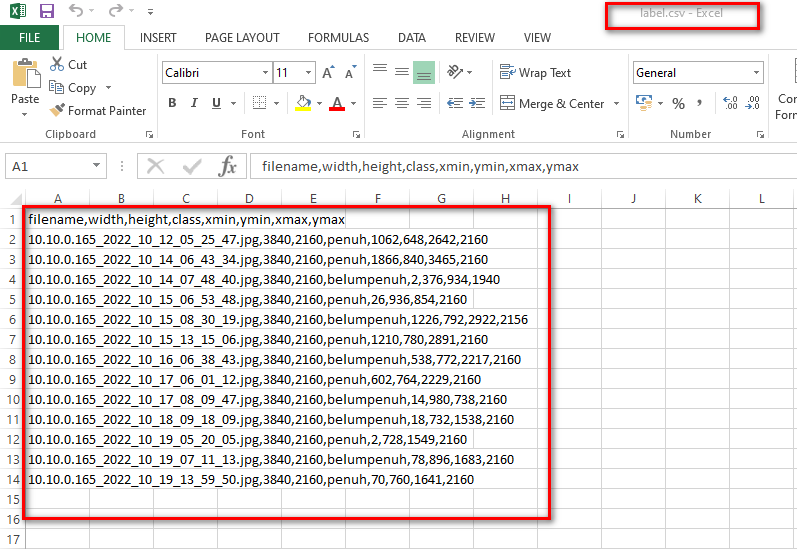 label.csv - Excel
FILE HOME INSERT PAGE LAYOUT FORMULAS DATA REVIEW VIEW
Cut
Copy
Format Painter
Paste
Calibri 11 A A
B I U A
Wrap Text
Merge & Center
General
% , .0 .00 .00 .0
Co
Form
Clipboard Font Alignment Number
A1 fx filename,width,height,class,xmin,ymin,xmax,ymax
A B C D E F G H I J K L
1 filename,width,height,class,xmin,ymin,xmax,ymax
2 10.10.0.165_2022_10_12_05_25_47.jpg,3840,2160,penuh,1062,648,2642,2160
3 10.10.0.165_2022_10_14_06_43_34.jpg,3840,2160,penuh,1866,840,3465,2160
4 10.10.0.165_2022_10_14_07_48_40.jpg,3840,2160,belumpenuh,2,376,934,1940
5 10.10.0.165_2022_10_15_06_53_48.jpg,3840,2160,penuh,26,936,854,2160
6 10.10.0.165_2022_10_15_08_30_19.jpg,3840,2160,belumpenuh,1226,792,2922,2156
7 10.10.0.165_2022_10_15_13_15_06.jpg,3840,2160,penuh,1210,780,2891,2160
8 10.10.0.165_2022_10_16_06_38_43.jpg,3840,2160,belumpenuh,538,772,2217,2160
9 10.10.0.165_2022_10_17_06_01_12.jpg,3840,2160,penuh,602,764,2229,2160
10 10.10.0.165_2022_10_17_08_09_47.jpg,3840,2160,belumpenuh,14,980,738,2160
11 10.10.0.165_2022_10_18_09_18_09.jpg,3840,2160,belumpenuh,18,732,1538,2160
12 10.10.0.165_2022_10_19_05_20_05.jpg,3840,2160,penuh,2,728,1549,2160
13 10.10.0.165_2022_10_19_07_11_13.jpg,3840,2160,belumpenuh,78,896,1683,2160
14 10.10.0.165_2022_10_19_13_59_50.jpg,3840,2160,penuh,70,760,1641,2160
15
16
17